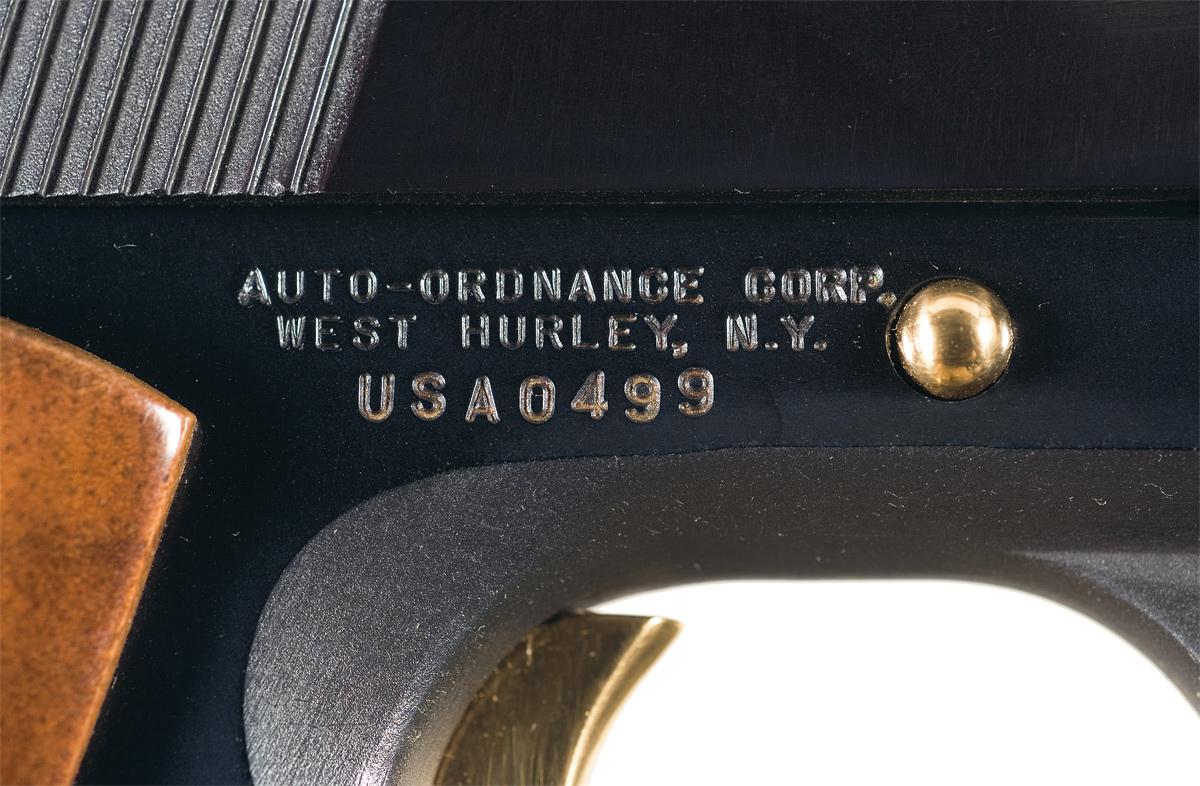 AUTO-ORDNANCE CORP.
WEST HURLEY, N.Y.
USA0499